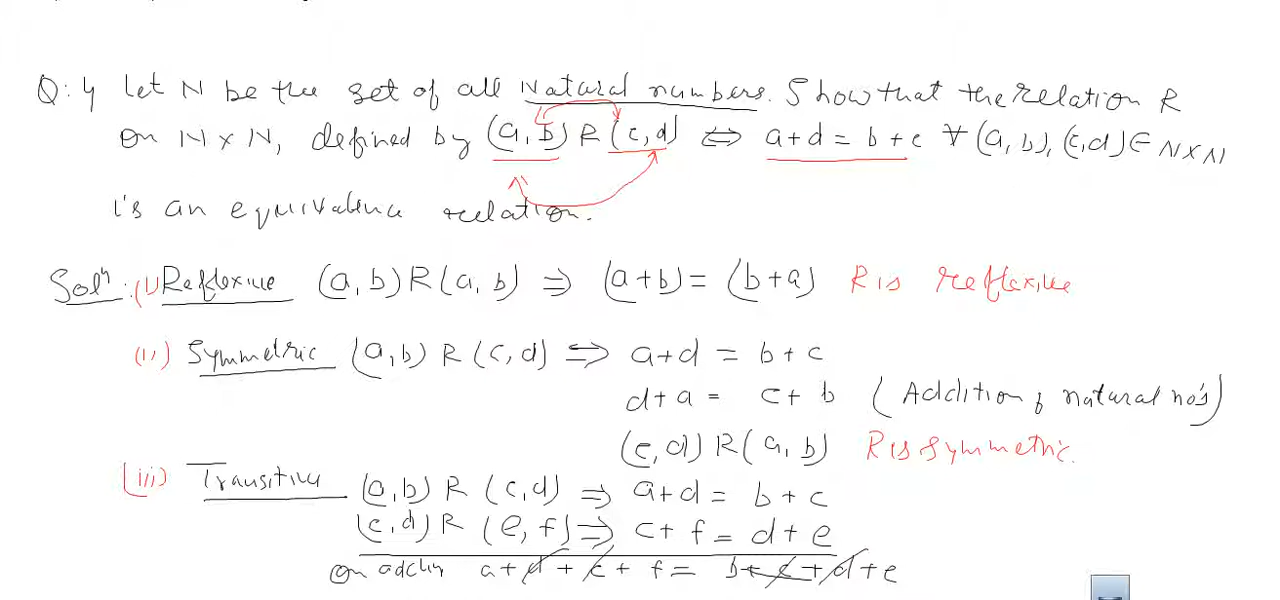 Q:4 Let N be the set of all Natural numbers. Show that the relation R
on N×N, defined by (a,b) R (c,d) ⇔ a+d = b+c ∀ (a,b), (c,d) ∈ N×N
is an equivalence relation.
Solⁿ. (i) Reflexive (a,b) R (a,b) ⇒ (a+b) = (b+a) R is reflexive
(ii) Symmetric (a,b) R (c,d) ⇒ a+d = b+c
d+a = c+b (Addition of natural no's)
(c,d) R (a,b) R is symmetric.
(iii) Transitive (a,b) R (c,d) ⇒ a+d = b+c
(c,d) R (e,f) ⇒ c+f = d+e
On adding a+d+c+f = b+c+d+e